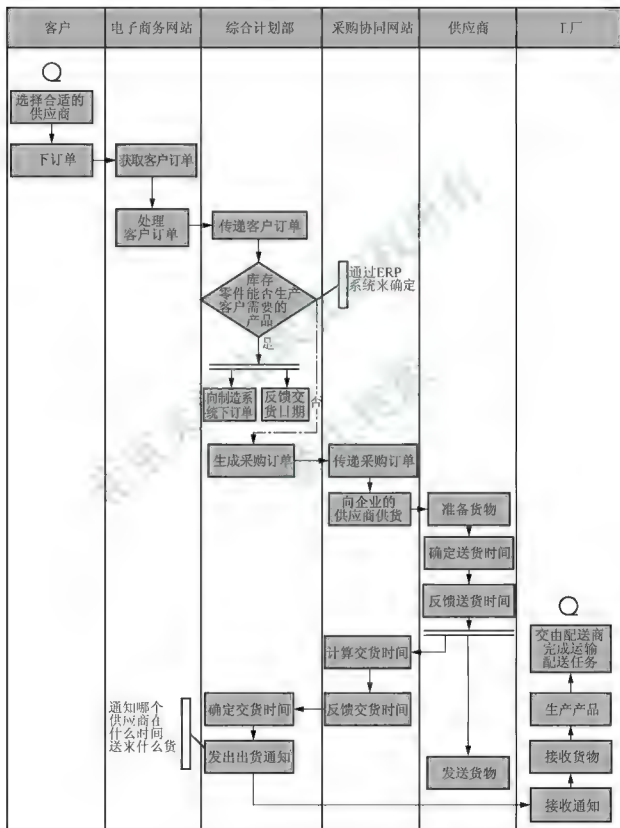 客户
电子商务网站
综合计划部
采购协同网站
供应商
工厂
选择合适的
供应商
下订单
获取客户订单
处理
客户订单
传递客户订单
库存
零件能否生产
客户需要的
产品
通过ERP
系统来确定
是
否
向制造系
统下订单
反馈交
货日期
生成采购订单
传递采购订单
向企业的
供应商供货
准备货物
确定送货时间
反馈送货时间
计算交货时间
反馈交货时间
确定交货时间
发出出货通知
通知哪个
供应商在
什么时间
送来什么货
发送货物
交由配送商
完成运输
配送任务
生产产品
接收货物
接收通知